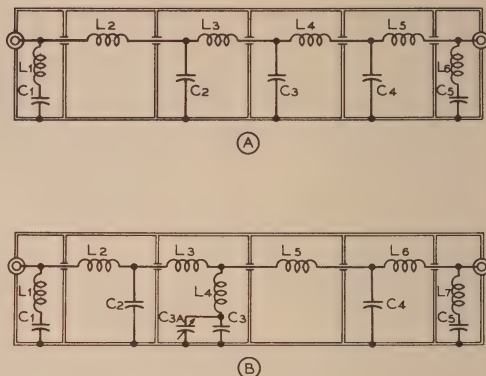 L2 L3 L4 L5
L1 L6
C1 C2 C3 C4 C5
A
L2 L3 L5 L6
L1 L4 L7
C1 C2 C3A C3 C4 C5
B